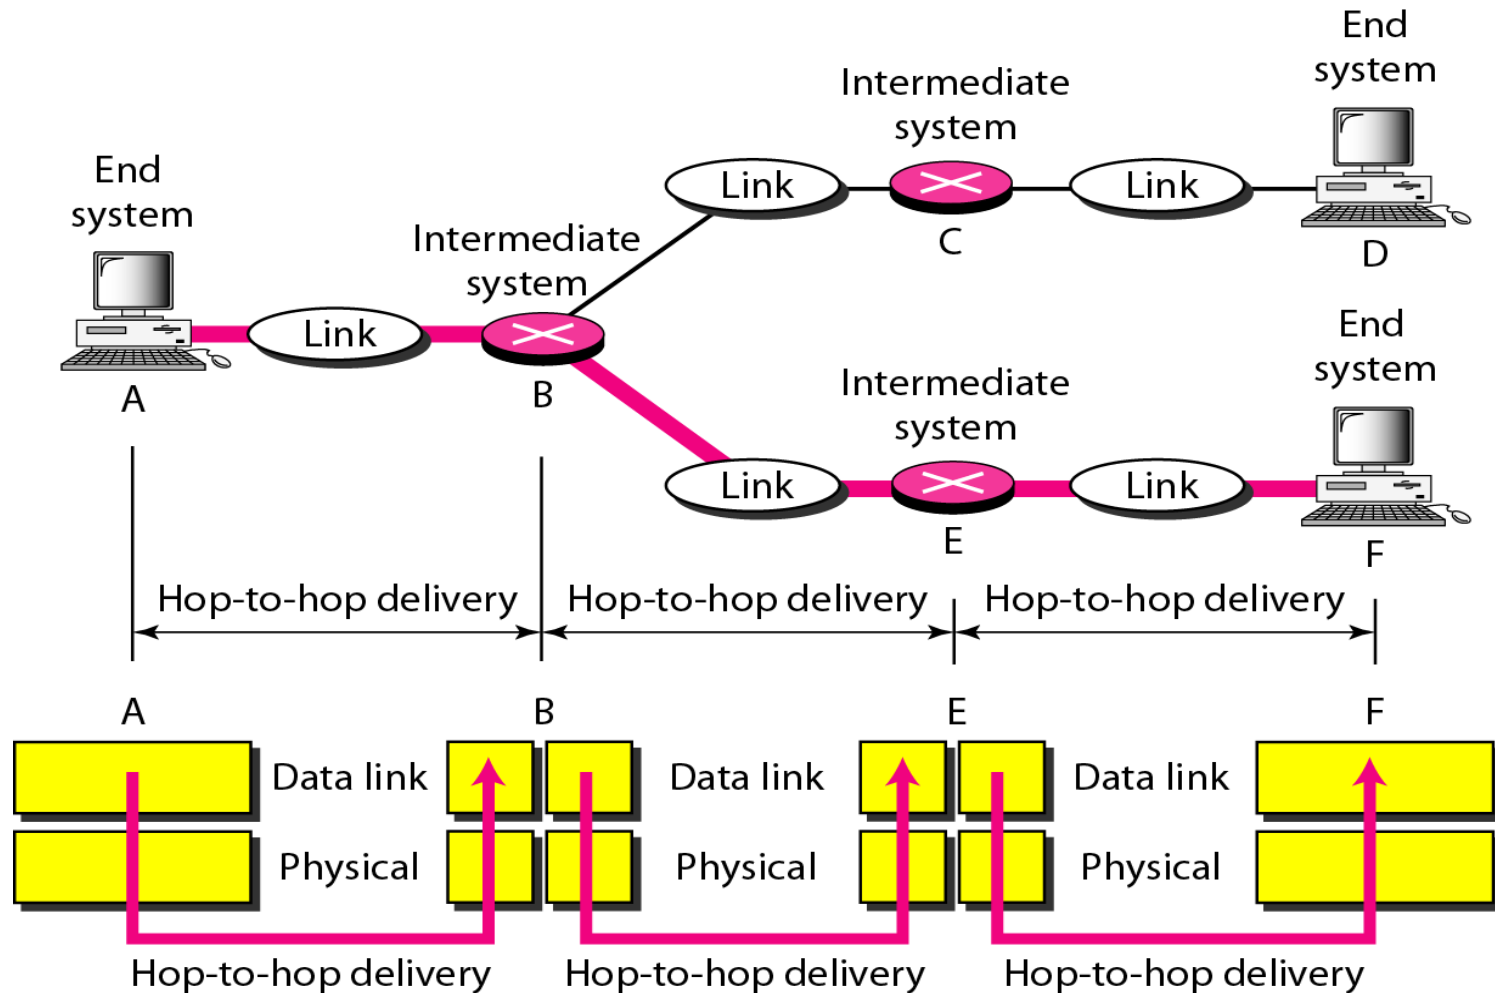 End
system
Intermediate
system
End
system
Link
Link
C
D
Intermediate
system
Link
A
B
End
system
Intermediate
system
Link
Link
E
F
Hop-to-hop delivery
Hop-to-hop delivery
Hop-to-hop delivery
A
B
E
F
Data link
Data link
Data link
Physical
Physical
Physical
Hop-to-hop delivery
Hop-to-hop delivery
Hop-to-hop delivery